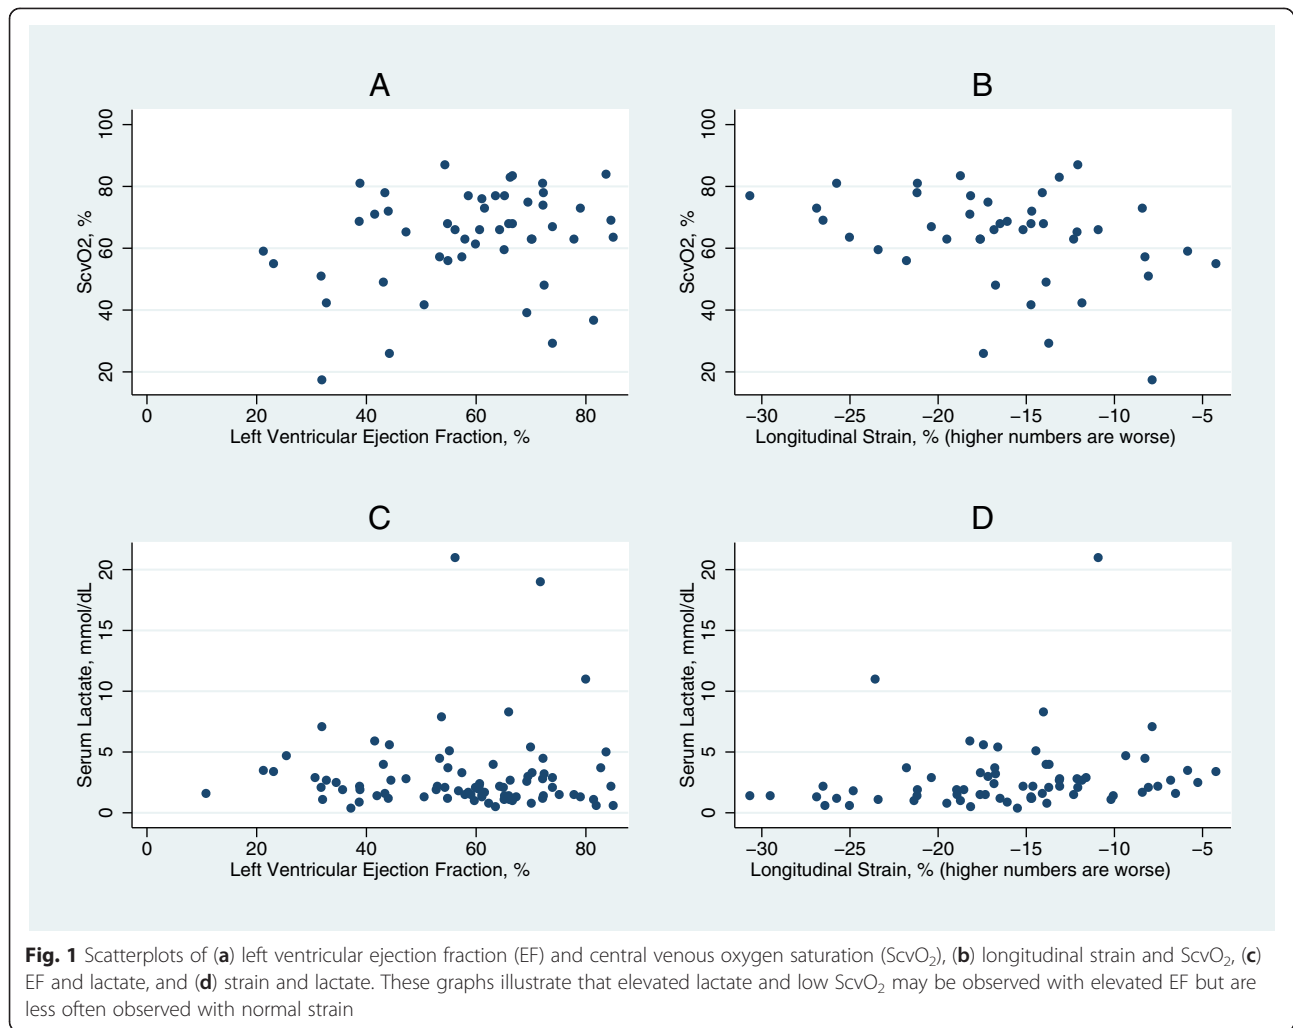 A
B
100
80
60
40
20
ScvO2, %
0 20 40 60 80
Left Ventricular Ejection Fraction, %
100
80
60
40
20
ScvO2, %
−30 −25 −20 −15 −10 −5
Longitudinal Strain, % (higher numbers are worse)
C
D
20
15
10
5
0
Serum Lactate, mmol/dL
0 20 40 60 80
Left Ventricular Ejection Fraction, %
20
15
10
5
0
Serum Lactate, mmol/dL
−30 −25 −20 −15 −10 −5
Longitudinal Strain, % (higher numbers are worse)
Fig. 1 Scatterplots of (a) left ventricular ejection fraction (EF) and central venous oxygen saturation (ScvO₂), (b) longitudinal strain and ScvO₂, (c)
EF and lactate, and (d) strain and lactate. These graphs illustrate that elevated lactate and low ScvO₂ may be observed with elevated EF but are
less often observed with normal strain